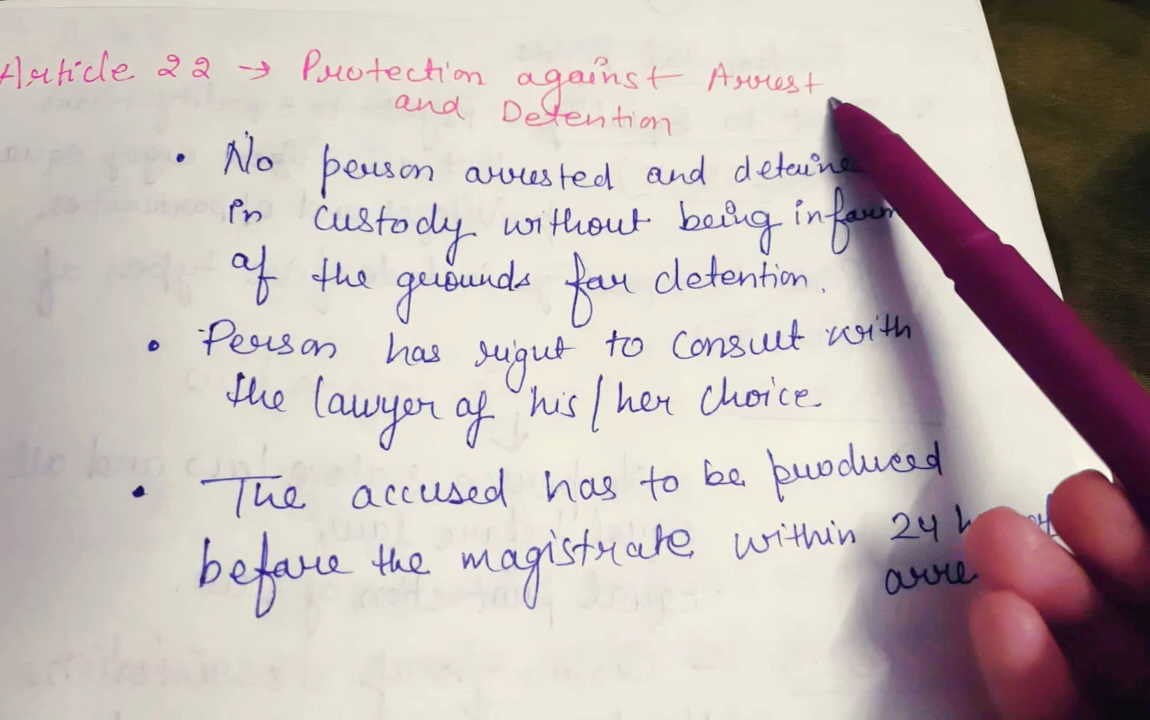 Article 22 → Protection against Arrest
and Detention
• No person arrested and detaine
in custody without being inform
of the grounds for detention.
• Person has right to consult with
the lawyer of his/her choice
• The accused has to be produced
before the magistrate within 24 h of
arre